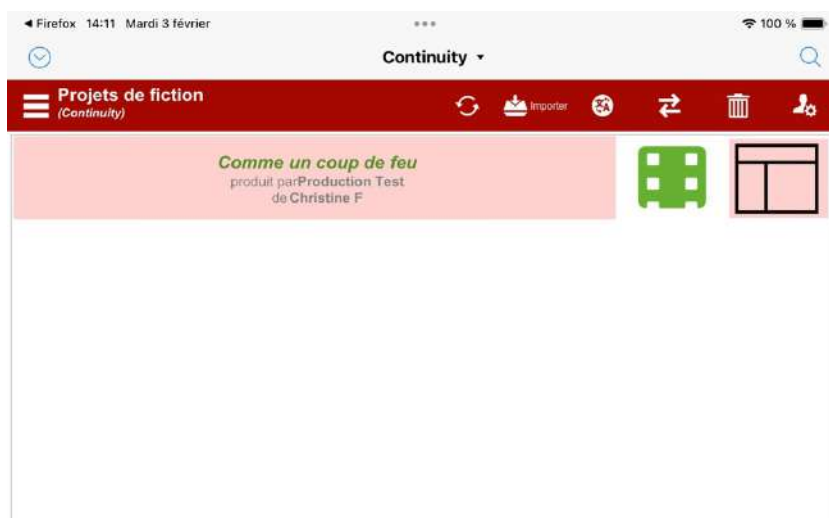 ◀ Firefox 14:11 Mardi 3 février 100 %
Continuity ▾
Projets de fiction
(Continuity)
Importer
Comme un coup de feu
produit parProduction Test
de Christine F